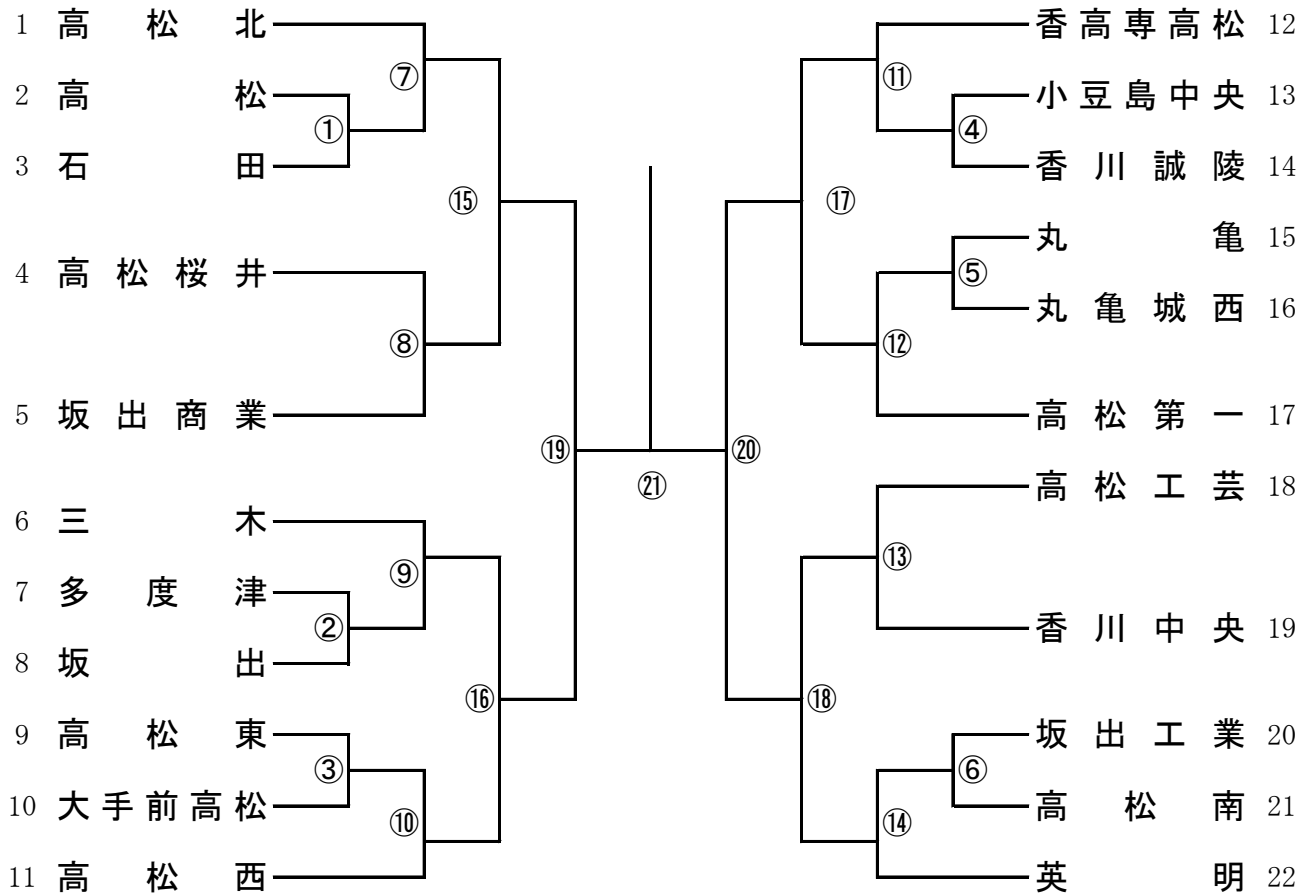 1 高松北
⑦
2 高松
①
3 石田
⑮
4 高松桜井
⑧
5 坂出商業
⑲
6 三木
⑨
7 多度津
②
8 坂出
⑯
9 高松東
③
10 大手前高松
⑩
11 高松西
㉑
香高専高松 12
⑪
小豆島中央 13
④
香川誠陵 14
⑰
丸亀 15
⑤
丸亀城西 16
⑫
高松第一 17
⑳
高松工芸 18
⑬
香川中央 19
⑱
坂出工業 20
⑥
高松南 21
⑭
英明 22